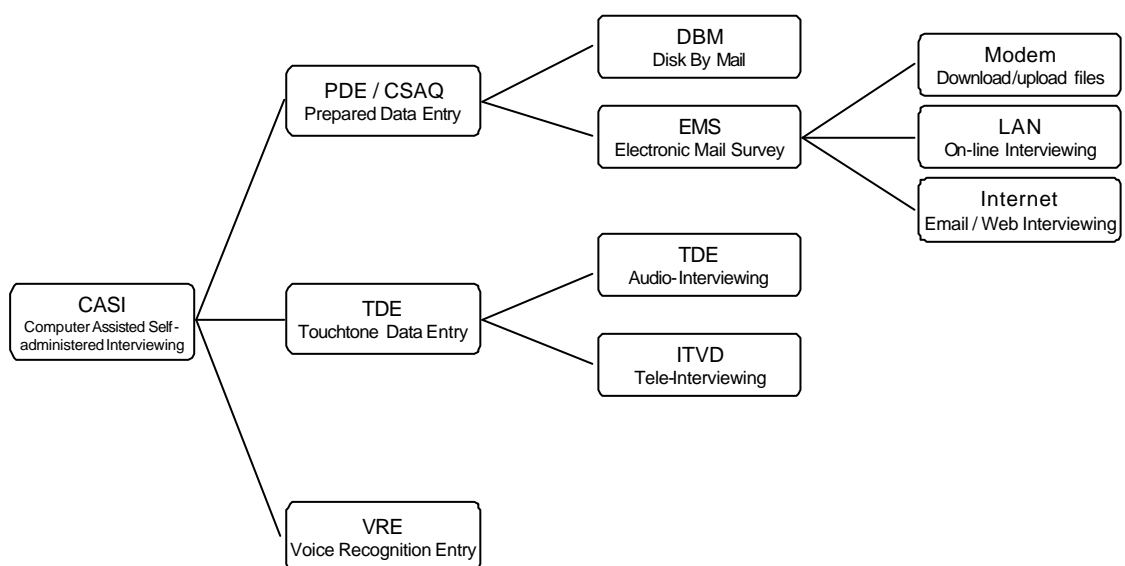 DBM
Disk By Mail
Modem
Download/upload files
PDE / CSAQ
Prepared Data Entry
EMS
Electronic Mail Survey
LAN
On-line Interviewing
Internet
Email / Web Interviewing
TDE
Audio-Interviewing
CASI
Computer Assisted Self-
administered Interviewing
TDE
Touchtone Data Entry
ITVD
Tele-Interviewing
VRE
Voice Recognition Entry